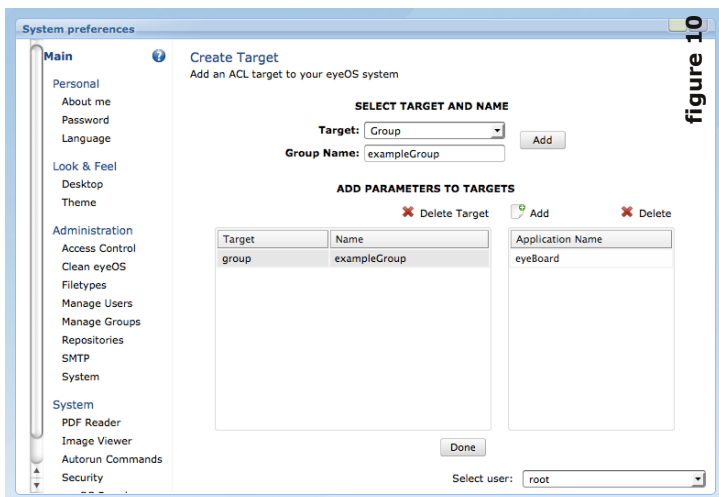 System preferences
figure 10
Main
Personal
About me
Password
Language
Look & Feel
Desktop
Theme
Administration
Access Control
Clean eyeOS
Filetypes
Manage Users
Manage Groups
Repositories
SMTP
System
System
PDF Reader
Image Viewer
Autorun Commands
Security
Create Target
Add an ACL target to your eyeOS system
SELECT TARGET AND NAME
Target: Group
Add
Group Name: exampleGroup
ADD PARAMETERS TO TARGETS
Delete Target
Add
Delete
Target Name
group exampleGroup
Application Name
eyeBoard
Done
Select user: root